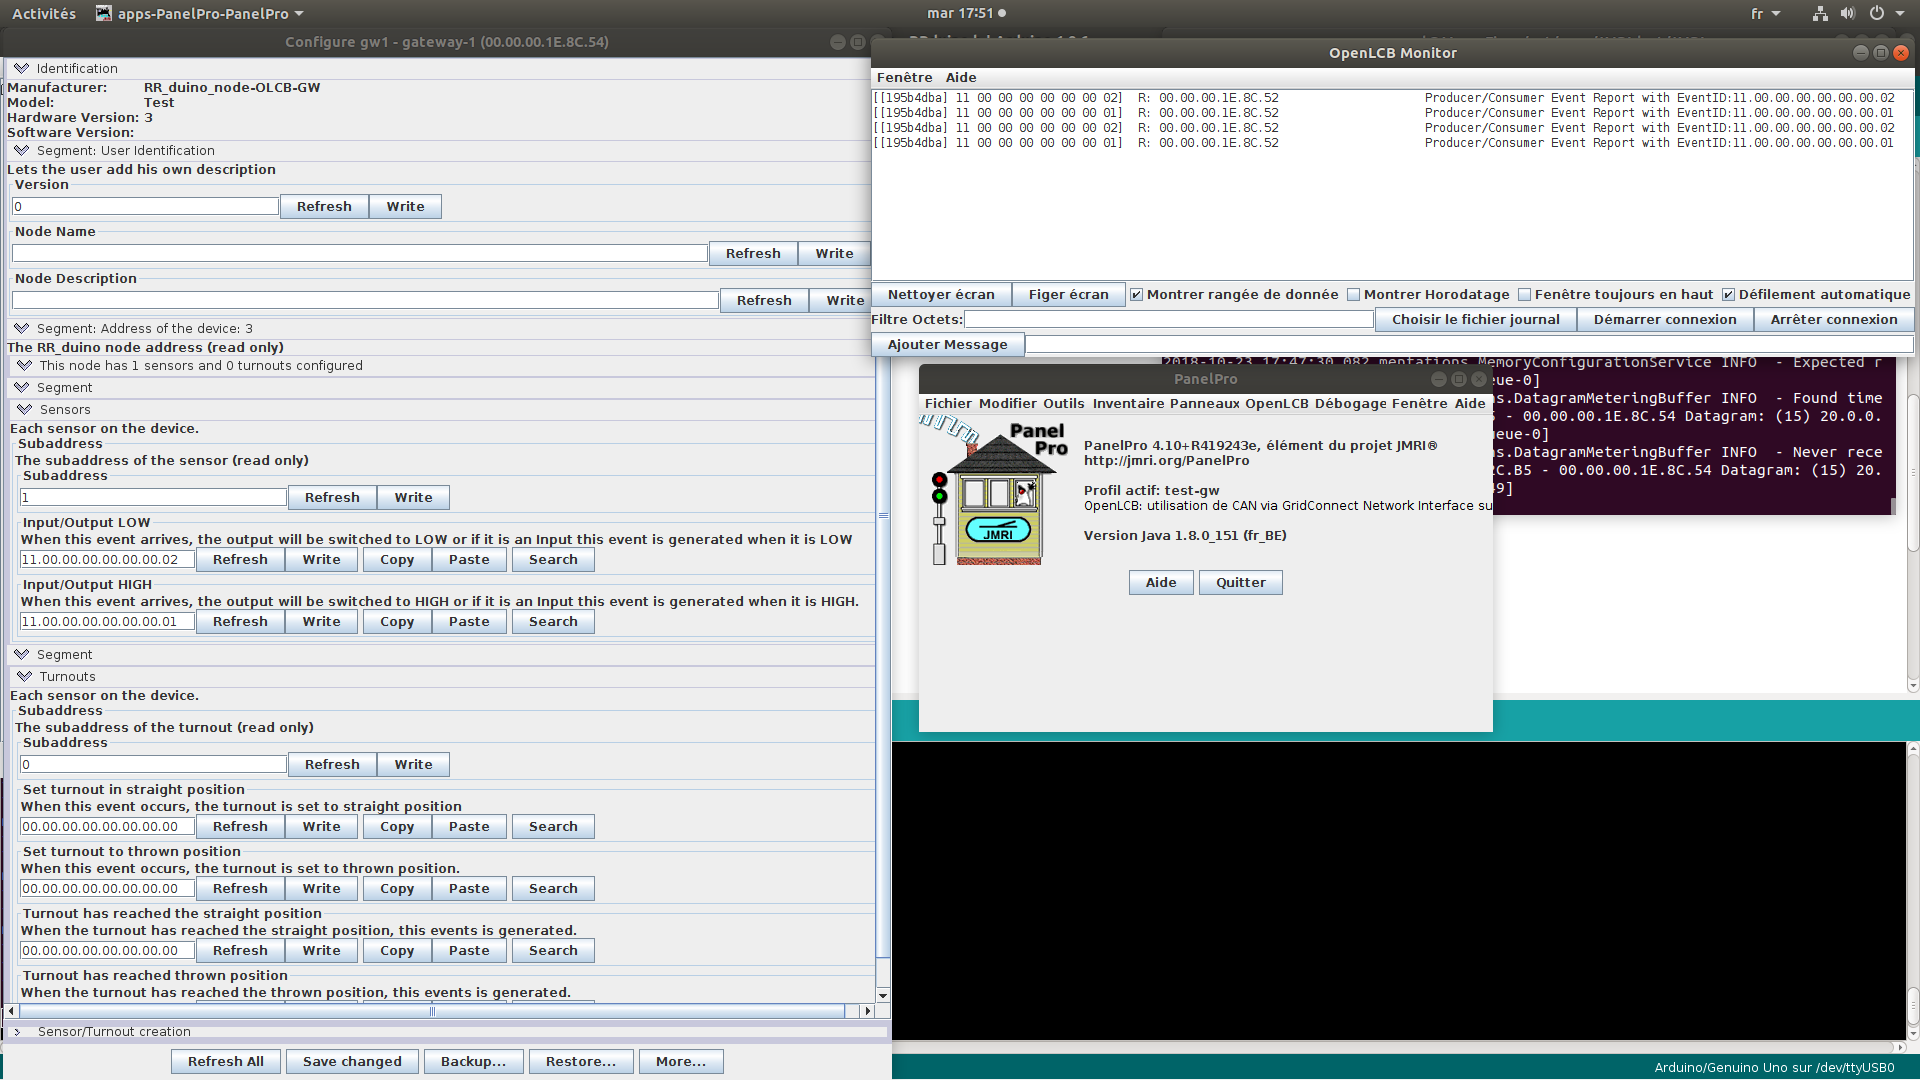 Activités apps-PanelPro-PanelPro mar 17:51 fr
Configure gw1 - gateway-1 (00.00.00.1E.8C.54)
Identification
Manufacturer: RR_duino_node-OLCB-GW
Model: Test
Hardware Version: 3
Software Version:
Segment: User Identification
Lets the user add his own description
Version
0 Refresh Write
Node Name
Refresh Write
Node Description
Refresh Write
Segment: Address of the device: 3
The RR_duino node address (read only)
This node has 1 sensors and 0 turnouts configured
Segment
Sensors
Each sensor on the device.
Subaddress
The subaddress of the sensor (read only)
Subaddress
1 Refresh Write
Input/Output LOW
When this event arrives, the output will be switched to LOW or if it is an Input this event is generated when it is LOW
11.00.00.00.00.00.00.02 Refresh Write Copy Paste Search
Input/Output HIGH
When this event arrives, the output will be switched to HIGH or if it is an Input this event is generated when it is HIGH.
11.00.00.00.00.00.00.01 Refresh Write Copy Paste Search
Segment
Turnouts
Each sensor on the device.
Subaddress
The subaddress of the turnout (read only)
Subaddress
0 Refresh Write
Set turnout in straight position
When this event occurs, the turnout is set to straight position
00.00.00.00.00.00.00.00 Refresh Write Copy Paste Search
Set turnout to thrown position
When this event occurs, the turnout is set to thrown position.
00.00.00.00.00.00.00.00 Refresh Write Copy Paste Search
Turnout has reached the straight position
When the turnout has reached the straight position, this events is generated.
00.00.00.00.00.00.00.00 Refresh Write Copy Paste Search
Turnout has reached thrown position
When the turnout has reached the thrown position, this events is generated.
Sensor/Turnout creation
Refresh All Save changed Backup... Restore... More...
OpenLCB Monitor
Fenêtre Aide
[[195b4dba] 11 00 00 00 00 00 00 02] R: 00.00.00.1E.8C.52 Producer/Consumer Event Report with EventID:11.00.00.00.00.00.00.02
[[195b4dba] 11 00 00 00 00 00 00 01] R: 00.00.00.1E.8C.52 Producer/Consumer Event Report with EventID:11.00.00.00.00.00.00.01
[[195b4dba] 11 00 00 00 00 00 00 02] R: 00.00.00.1E.8C.52 Producer/Consumer Event Report with EventID:11.00.00.00.00.00.00.02
[[195b4dba] 11 00 00 00 00 00 00 01] R: 00.00.00.1E.8C.52 Producer/Consumer Event Report with EventID:11.00.00.00.00.00.00.01
Nettoyer écran Figer écran Montrer rangée de donnée Montrer Horodatage Fenêtre toujours en haut Défilement automatique
Filtre Octets: Choisir le fichier journal Démarrer connexion Arrêter connexion
Ajouter Message
2018-10-23 17:47:30,082 mentations.MemoryConfigurationService INFO - Expected r
eue-0]
s.DatagramMeteringBuffer INFO - Found time
5 - 00.00.00.1E.8C.54 Datagram: (15) 20.0.0.
eue-0]
s.DatagramMeteringBuffer INFO - Never rece
2C.B5 - 00.00.00.1E.8C.54 Datagram: (15) 20.
49]
PanelPro
Fichier Modifier Outils Inventaire Panneaux OpenLCB Débogage Fenêtre Aide
Panel
Pro
JMRI
PanelPro 4.10+R419243e, élément du projet JMRI®
http://jmri.org/PanelPro
Profil actif: test-gw
OpenLCB: utilisation de CAN via GridConnect Network Interface su
Version Java 1.8.0_151 (fr_BE)
Aide Quitter
Arduino/Genuino Uno sur /dev/ttyUSB0